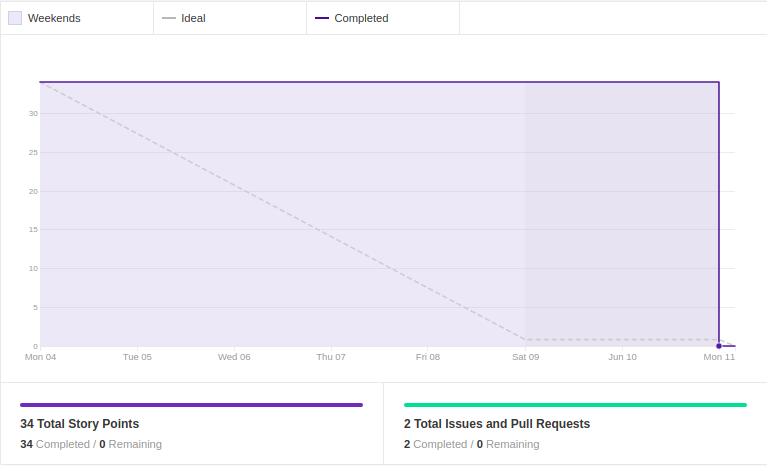 Weekends
Ideal
Completed
30
25
20
15
10
5
0
Mon 04
Tue 05
Wed 06
Thu 07
Fri 08
Sat 09
Jun 10
Mon 11
34 Total Story Points
34 Completed / 0 Remaining
2 Total Issues and Pull Requests
2 Completed / 0 Remaining